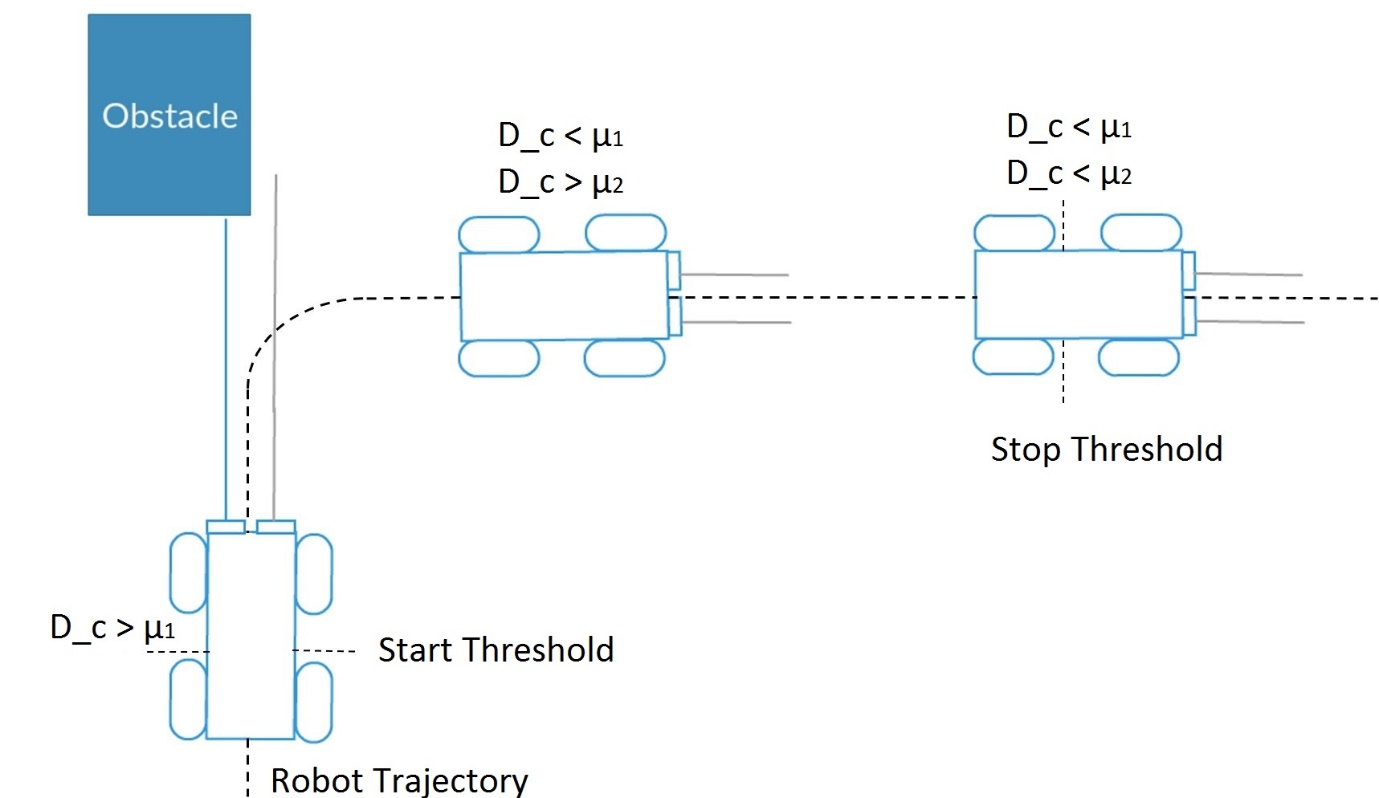 Obstacle
D_c < μ1
D_c > μ2
D_c < μ1
D_c < μ2
Stop Threshold
D_c > μ1
Start Threshold
Robot Trajectory